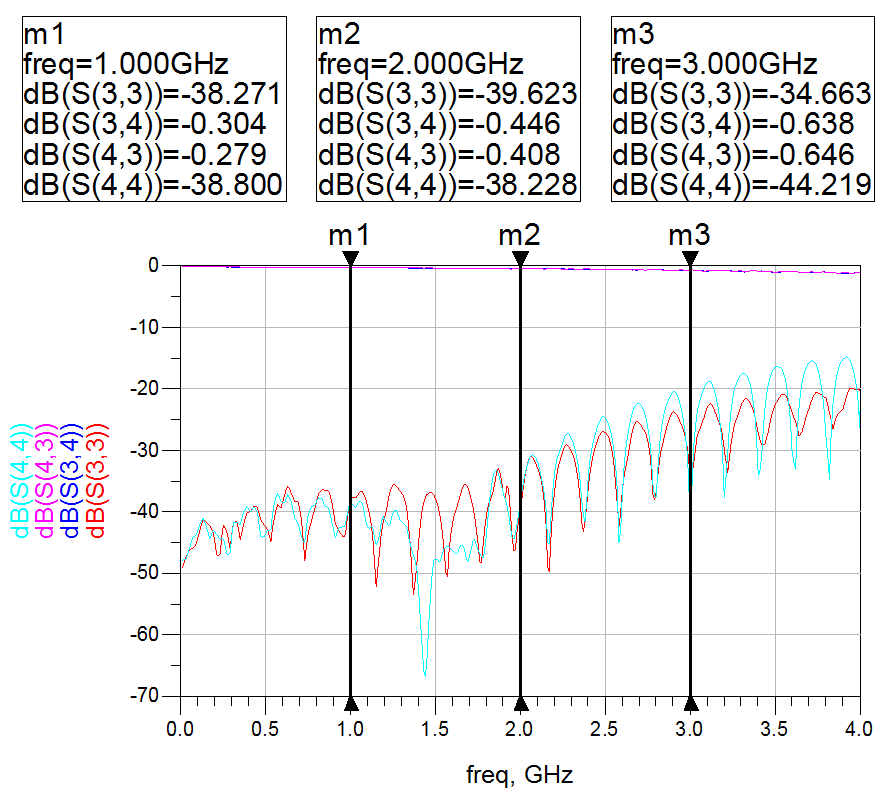 m1
freq=1.000GHz
dB(S(3,3))=-38.271
dB(S(3,4))=-0.304
dB(S(4,3))=-0.279
dB(S(4,4))=-38.800
m2
freq=2.000GHz
dB(S(3,3))=-39.623
dB(S(3,4))=-0.446
dB(S(4,3))=-0.408
dB(S(4,4))=-38.228
m3
freq=3.000GHz
dB(S(3,3))=-34.663
dB(S(3,4))=-0.638
dB(S(4,3))=-0.646
dB(S(4,4))=-44.219
m1 m2 m3
dB(S(4,4))
dB(S(4,3))
dB(S(3,4))
dB(S(3,3))
0
-10
-20
-30
-40
-50
-60
-70
0.0 0.5 1.0 1.5 2.0 2.5 3.0 3.5 4.0
freq, GHz